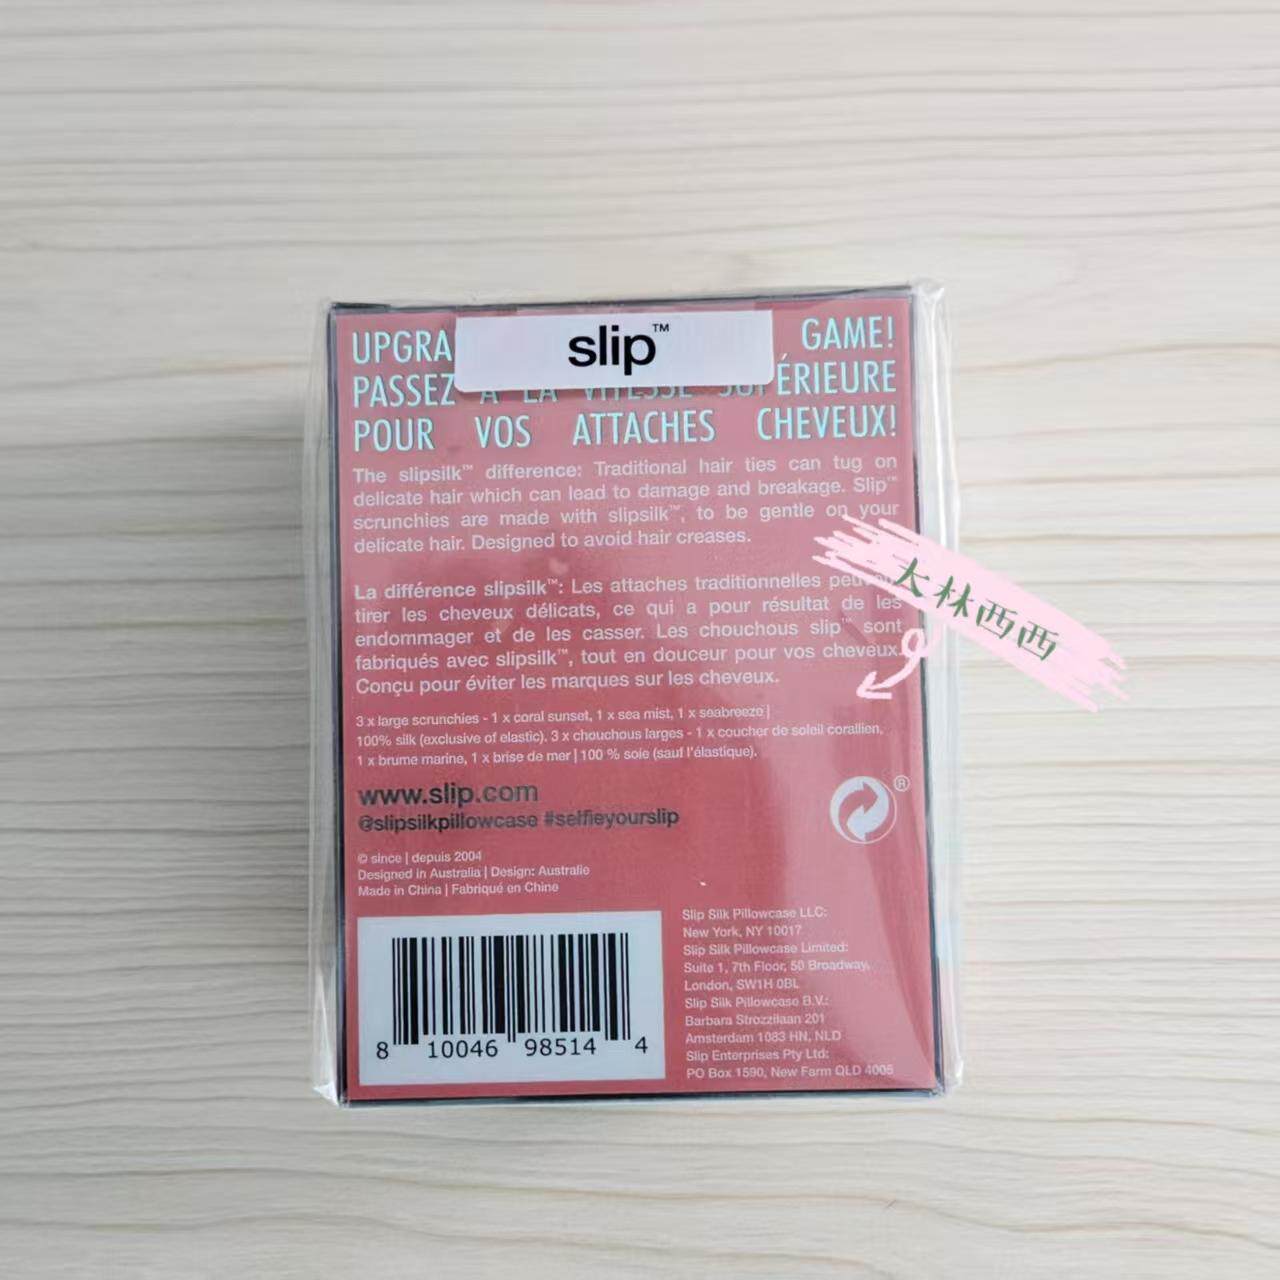 slip™
UPGRA GAME!
PASSEZ À LA VITESSE SUPÉRIEURE
POUR VOS ATTACHES CHEVEUX!
The slipsilk™ difference: Traditional hair ties can tug on
delicate hair which can lead to damage and breakage. Slip™
scrunchies are made with slipsilk™, to be gentle on your
delicate hair. Designed to avoid hair creases.
La différence slipsilk™: Les attaches traditionnelles peuvent
tirer les cheveux délicats, ce qui a pour résultat de les
endommager et de les casser. Les chouchous slip™ sont
fabriqués avec slipsilk™, tout en douceur pour vos cheveux.
Conçu pour éviter les marques sur les cheveux.
大林西西
3 x large scrunchies - 1 x coral sunset, 1 x sea mist, 1 x seabreeze |
100% silk (exclusive of elastic). 3 x chouchous larges - 1 x coucher de soleil corallien,
1 x brume marine, 1 x brise de mer | 100 % soie (sauf l'élastique).
www.slip.com
@slipsilkpillowcase #selfieyourslip
®
© since | depuis 2004
Designed in Australia | Design: Australie
Made in China | Fabriqué en Chine
8 10046 98514 4
Slip Silk Pillowcase LLC:
New York, NY 10017
Slip Silk Pillowcase Limited:
Suite 1, 7th Floor, 50 Broadway,
London, SW1H 0BL
Slip Silk Pillowcase B.V.:
Barbara Strozzilaan 201
Amsterdam 1083 HN, NLD
Slip Enterprises Pty Ltd:
PO Box 1590, New Farm QLD 4005